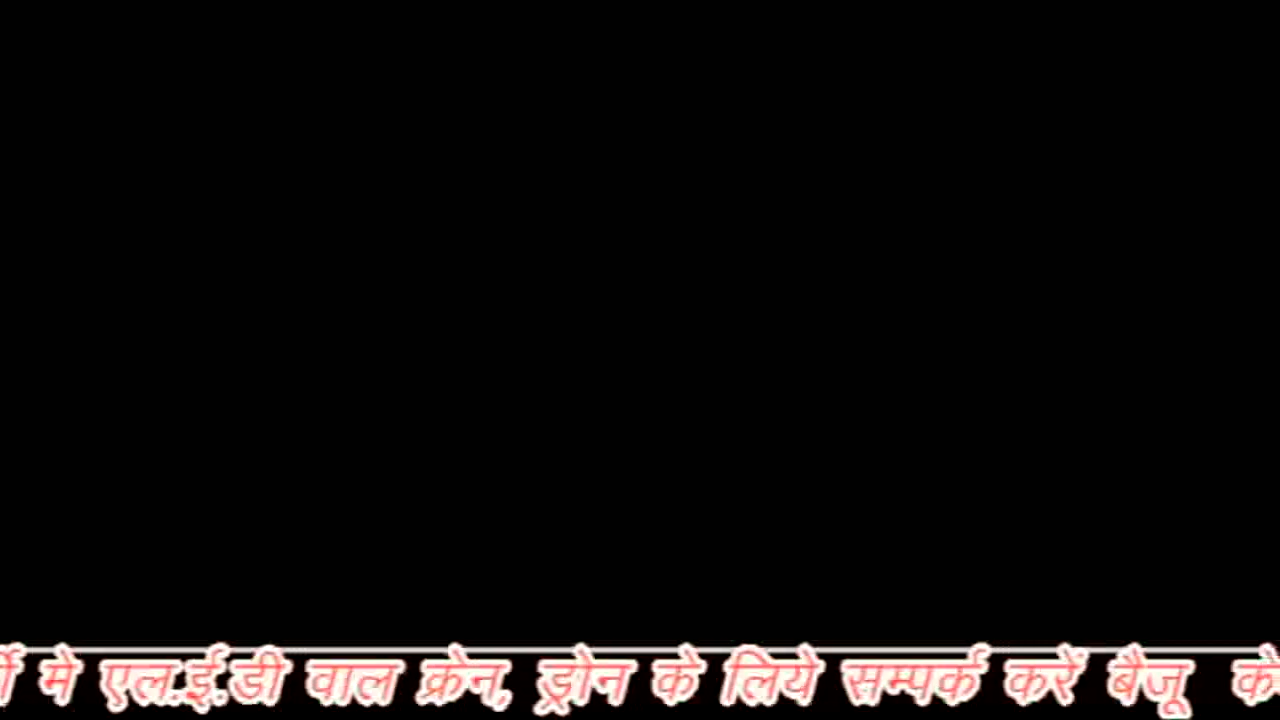 मे एल.ई.डी वाल क्रेन, ड्रोन के लिये सम्पर्क करें बैजू के